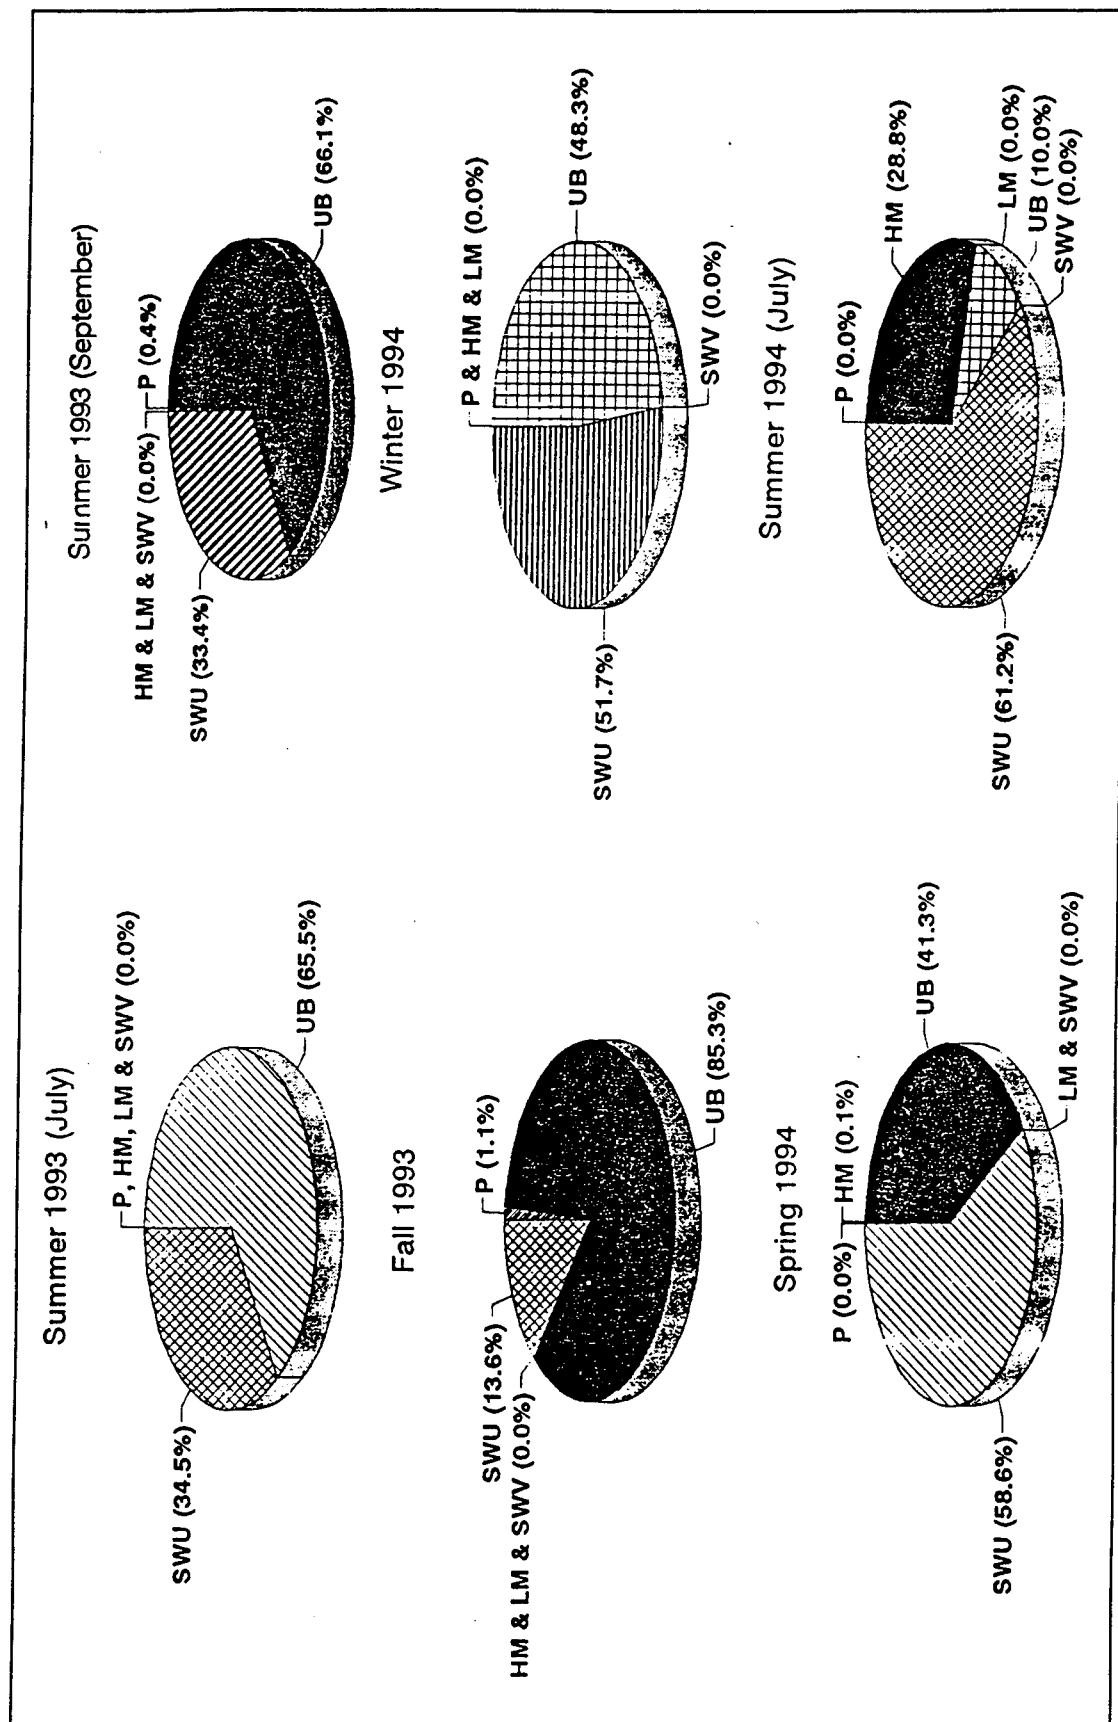 Summer 1993 (July)
P, HM, LM & SWV (0.0%)
SWU (34.5%)
UB (65.5%)
Summer 1993 (September)
HM & LM & SWV (0.0%)
P (0.4%)
SWU (33.4%)
UB (66.1%)
Fall 1993
P (1.1%)
SWU (13.6%)
HM & LM & SWV (0.0%)
UB (85.3%)
Winter 1994
P & HM & LM (0.0%)
UB (48.3%)
SWU (51.7%)
SWV (0.0%)
Spring 1994
P (0.0%)
HM (0.1%)
UB (41.3%)
SWU (58.6%)
LM & SWV (0.0%)
Summer 1994 (July)
P (0.0%)
HM (28.8%)
LM (0.0%)
UB (10.0%)
SWV (0.0%)
SWU (61.2%)